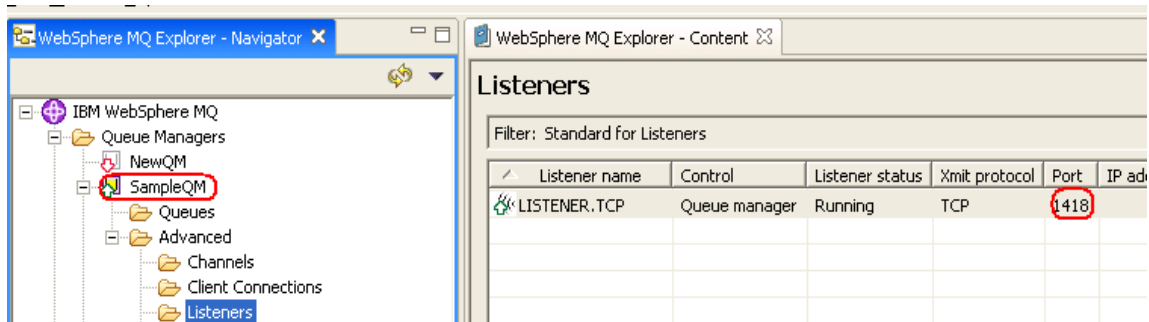 WebSphere MQ Explorer - Navigator
IBM WebSphere MQ
Queue Managers
NewQM
SampleQM
Queues
Advanced
Channels
Client Connections
Listeners
WebSphere MQ Explorer - Content
Listeners
Filter: Standard for Listeners
Listener name Control Listener status Xmit protocol Port IP
LISTENER.TCP Queue manager Running TCP 1418